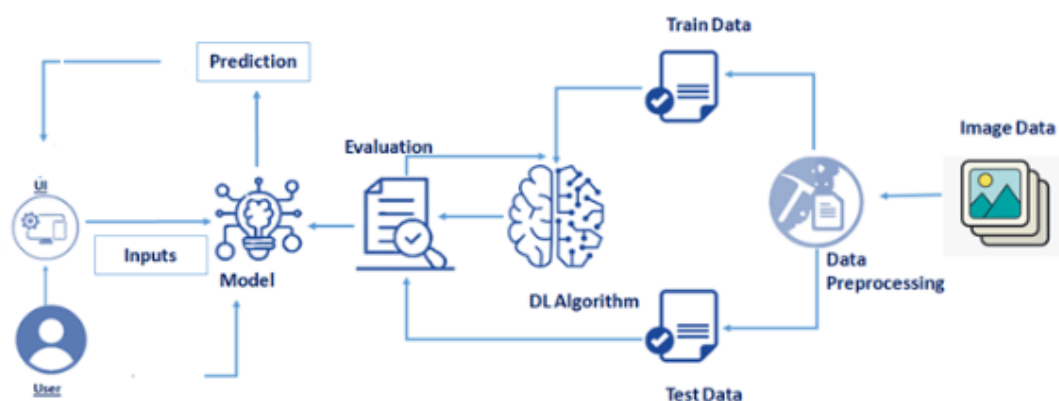 Train Data
Prediction
Image Data
Evaluation
UI
Inputs
Model
Data
Preprocessing
DL Algorithm
User
Test Data